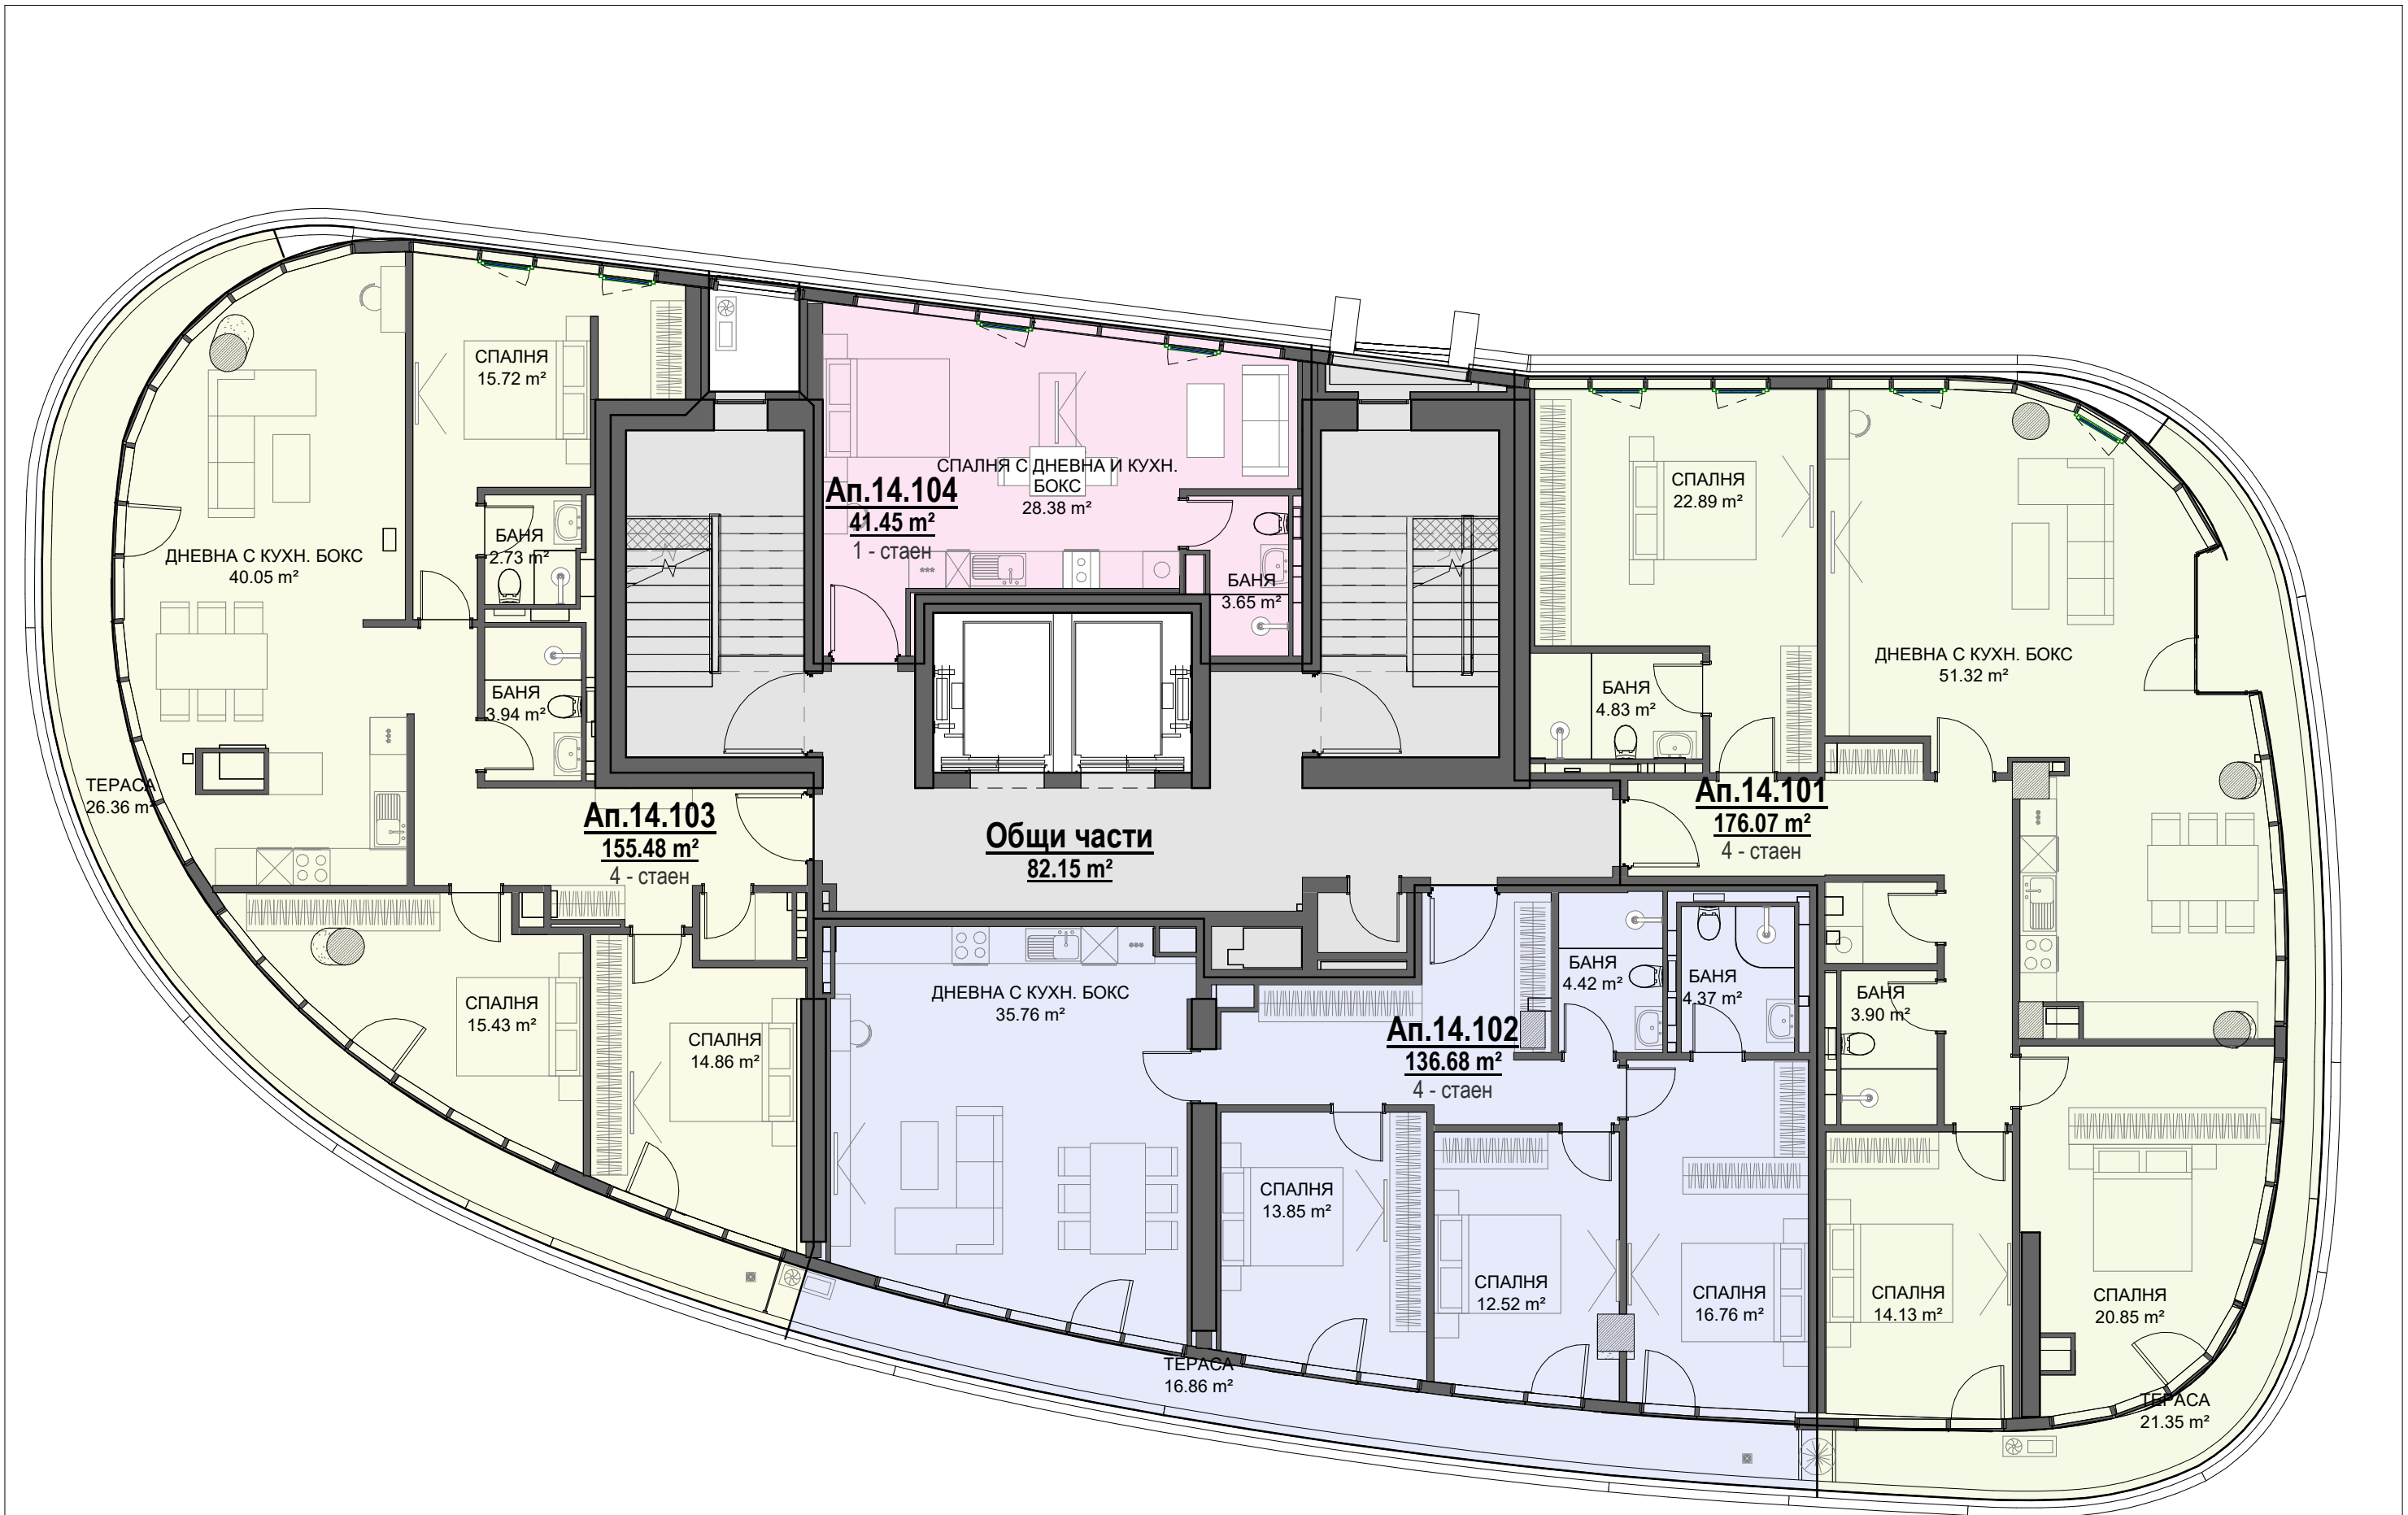 СПАЛНЯ
15.72 m²
БАНЯ
2.73 m²
ДНЕВНА С КУХН. БОКС
40.05 m²
БАНЯ
3.94 m²
ТЕРАСА
26.36 m²
Ап.14.103
155.48 m²
4 - стаен
СПАЛНЯ
15.43 m²
СПАЛНЯ
14.86 m²
СПАЛНЯ С ДНЕВНА И КУХН.
БОКС
28.38 m²
Ап.14.104
41.45 m²
1 - стаен
БАНЯ
3.65 m²
Общи части
82.15 m²
СПАЛНЯ
22.89 m²
БАНЯ
4.83 m²
ДНЕВНА С КУХН. БОКС
51.32 m²
Ап.14.101
176.07 m²
4 - стаен
БАНЯ
3.90 m²
СПАЛНЯ
14.13 m²
СПАЛНЯ
20.85 m²
ТЕРАСА
21.35 m²
ДНЕВНА С КУХН. БОКС
35.76 m²
БАНЯ
4.42 m²
БАНЯ
4.37 m²
Ап.14.102
136.68 m²
4 - стаен
СПАЛНЯ
13.85 m²
СПАЛНЯ
12.52 m²
СПАЛНЯ
16.76 m²
ТЕРАСА
16.86 m²